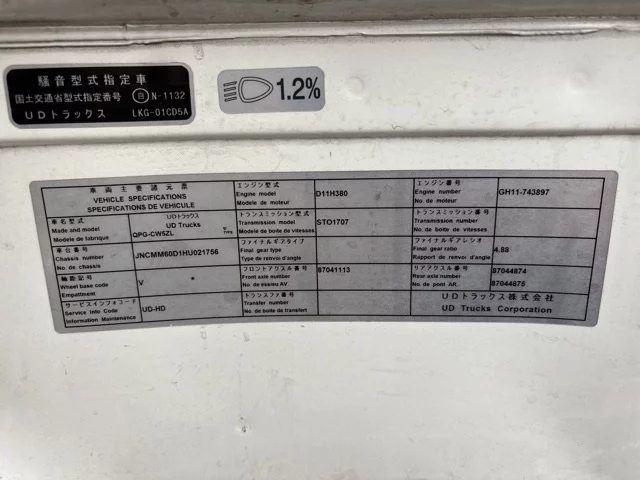 騒音型式指定車
国土交通省型式指定番号 自 N-1132
UDトラックス LKG-01CD5A
1.2%
車両主要諸元票
VEHICLE SPECIFICATIONS
SPECIFICATIONS DE VEHICULE
車名型式
Made and model
Modele de fabrique
UDトラックス
UD Trucks
QPG-CW5ZL
車台番号
Chassis number
No. de chassis
JNCMM60D1HU021756
軸距記号
Wheel base code
Empattment
V *
サービスインフォコード
Service info Code
Information Maintenance
UD-HD
エンジン型式
Engine model
Modele de moteur
D11H380
トランスミッション型式
Transmission model
Modele de boite de vitesses
STO1707
ファイナルギアタイプ
Final gear type
Type de renvoi d'angle
フロントアクスル番号
Front axle number
No. de essieu AV.
87041113
トランスファ番号
Transfer number
No. de boite de transfert
エンジン番号
Engine number
No. de moteur
GH11-743897
トランスミッション番号
Transmission number
No. de boite de vitesses
ファイナルギアレシオ
Final gear ratio
Rapport de renvoi d'angle
4.88
リアアクスル番号
Rear axle number
No. de pont AR.
87044874
87044875
UDトラックス株式会社
UD Trucks Corporation